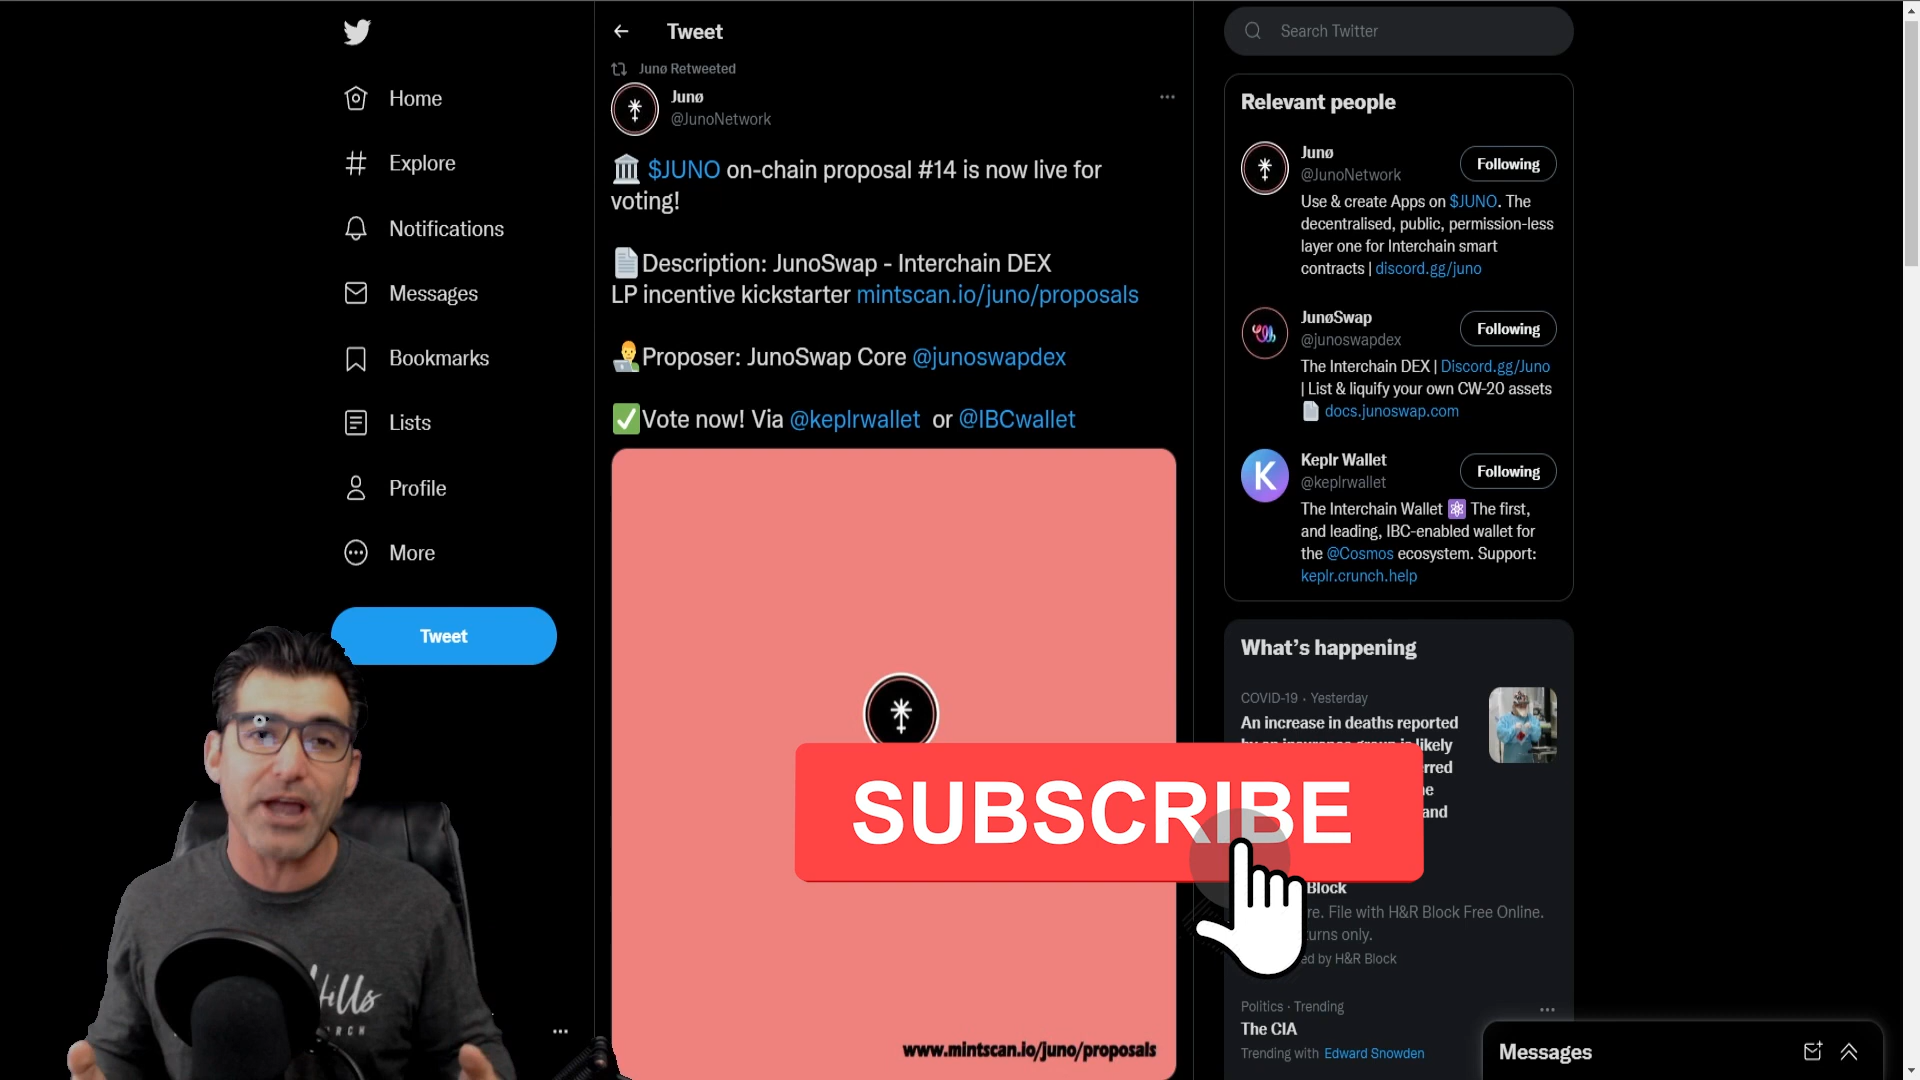 Home
Explore
Notifications
Messages
Bookmarks
Lists
Profile
More
Tweet
Tweet
Junø Retweeted
Junø
@JunoNetwork
$JUNO on-chain proposal #14 is now live for
voting!
Description: JunoSwap - Interchain DEX
LP incentive kickstarter mintscan.io/juno/proposals
Proposer: JunoSwap Core @junoswapdex
Vote now! Via @keplrwallet or @IBCwallet
www.mintscan.io/juno/proposals
SUBSCRIBE
Search Twitter
Relevant people
Junø
@JunoNetwork
Following
Use & create Apps on $JUNO. The
decentralised, public, permission-less
layer one for Interchain smart
contracts | discord.gg/juno
JunøSwap
@junoswapdex
Following
The Interchain DEX | Discord.gg/Juno
| List & liquify your own CW-20 assets
docs.junoswap.com
K
Keplr Wallet
@keplrwallet
Following
The Interchain Wallet The first,
and leading, IBC-enabled wallet for
the @Cosmos ecosystem. Support:
keplr.crunch.help
What's happening
COVID-19 · Yesterday
An increase in deaths reported
likely
and
Block
File with H&R Block Free Online.
only.
by H&R Block
Politics · Trending
The CIA
Trending with Edward Snowden
Messages